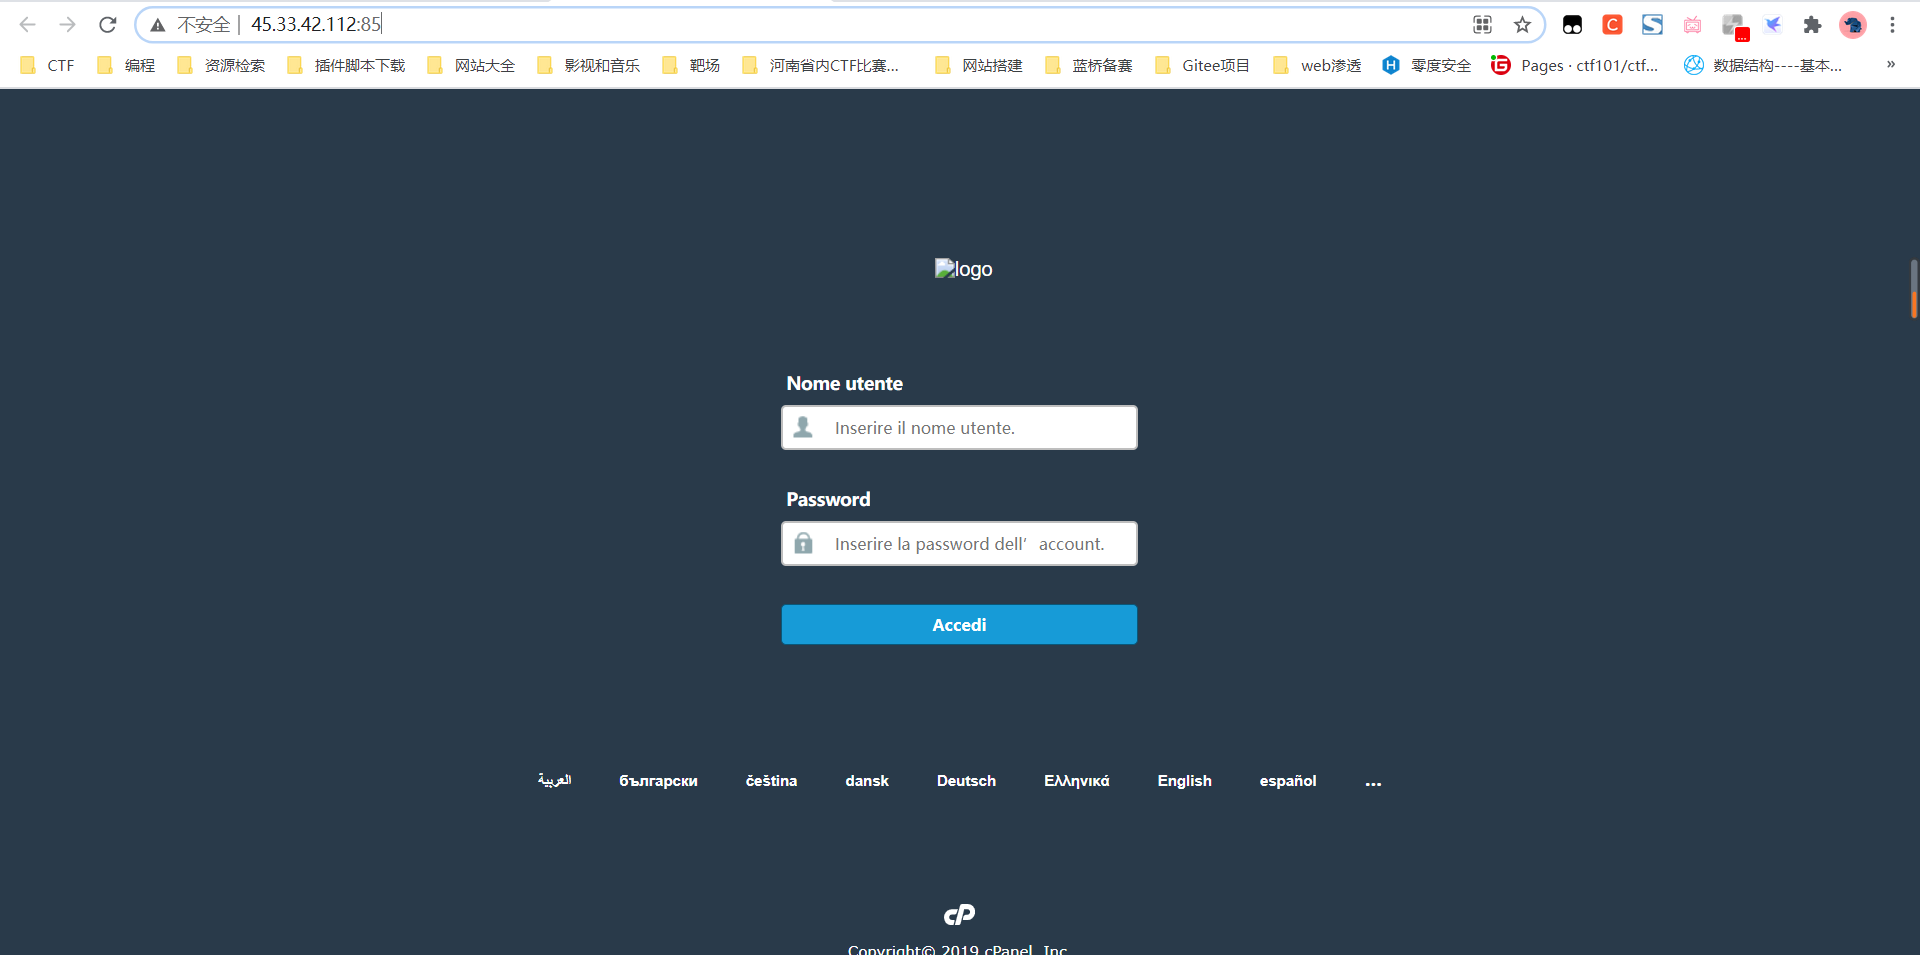 不安全 | 45.33.42.112:85
CTF 编程 资源检索 插件脚本下载 网站大全 影视和音乐 靶场 河南省内CTF比赛... 网站搭建 蓝桥备赛 Gitee项目 web渗透 零度安全 Pages · ctf101/ctf... 数据结构----基本... »
logo
Nome utente
Inserire il nome utente.
Password
Inserire la password dell’account.
Accedi
العربية български čeština dansk Deutsch Ελληνικά English español ...
cP
Copyright© 2019 cPanel, Inc.